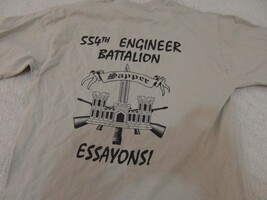 554TH ENGINEER
BATTALION
Sapper
ESSAYONS!